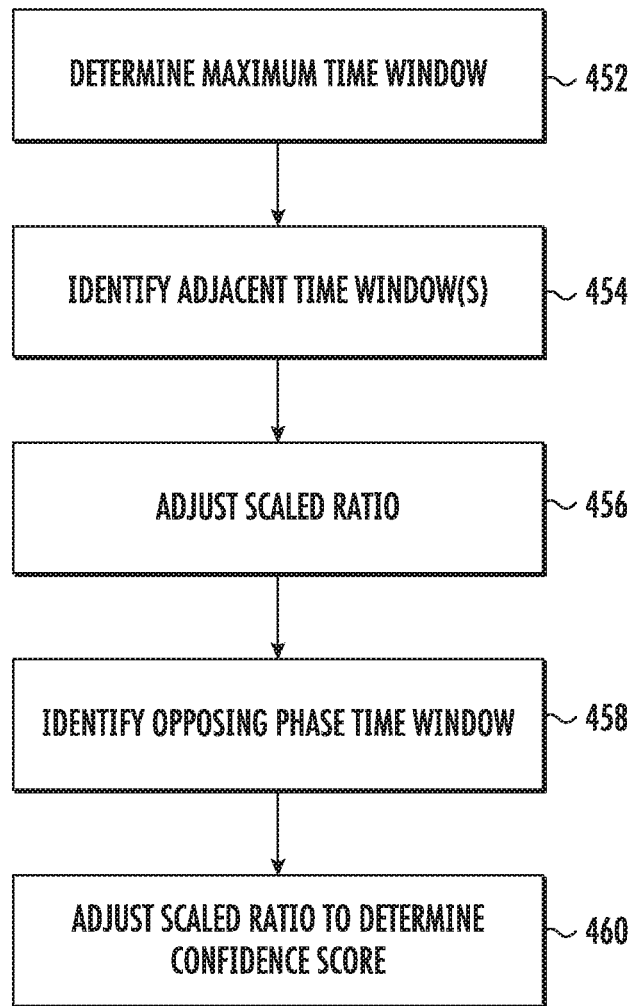 DETERMINE MAXIMUM TIME WINDOW
452
IDENTIFY ADJACENT TIME WINDOW(S)
454
ADJUST SCALED RATIO
456
IDENTIFY OPPOSING PHASE TIME WINDOW
458
ADJUST SCALED RATIO TO DETERMINE
CONFIDENCE SCORE
460